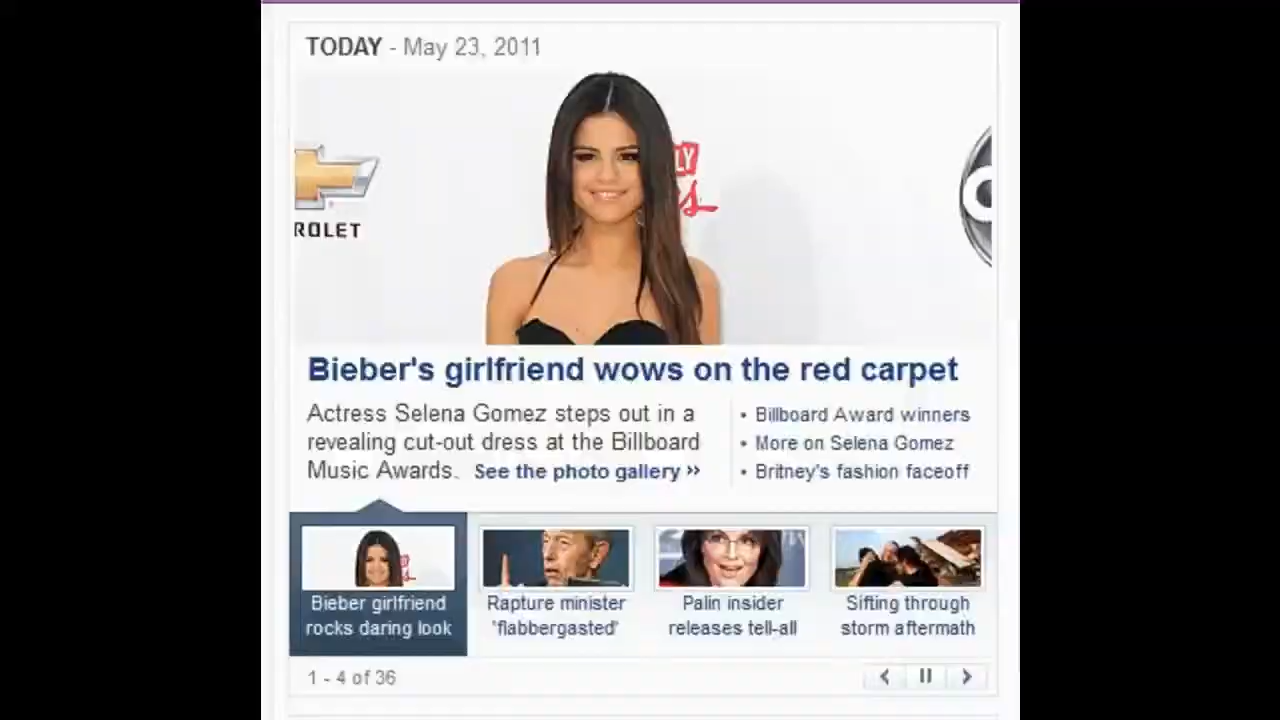 TODAY - May 23, 2011
ROLET
LY
Bieber's girlfriend wows on the red carpet
Actress Selena Gomez steps out in a
revealing cut-out dress at the Billboard
Music Awards. See the photo gallery »
• Billboard Award winners
• More on Selena Gomez
• Britney's fashion faceoff
Bieber girlfriend
rocks daring look
Rapture minister
'flabbergasted'
Palin insider
releases tell-all
Sifting through
storm aftermath
1 - 4 of 36